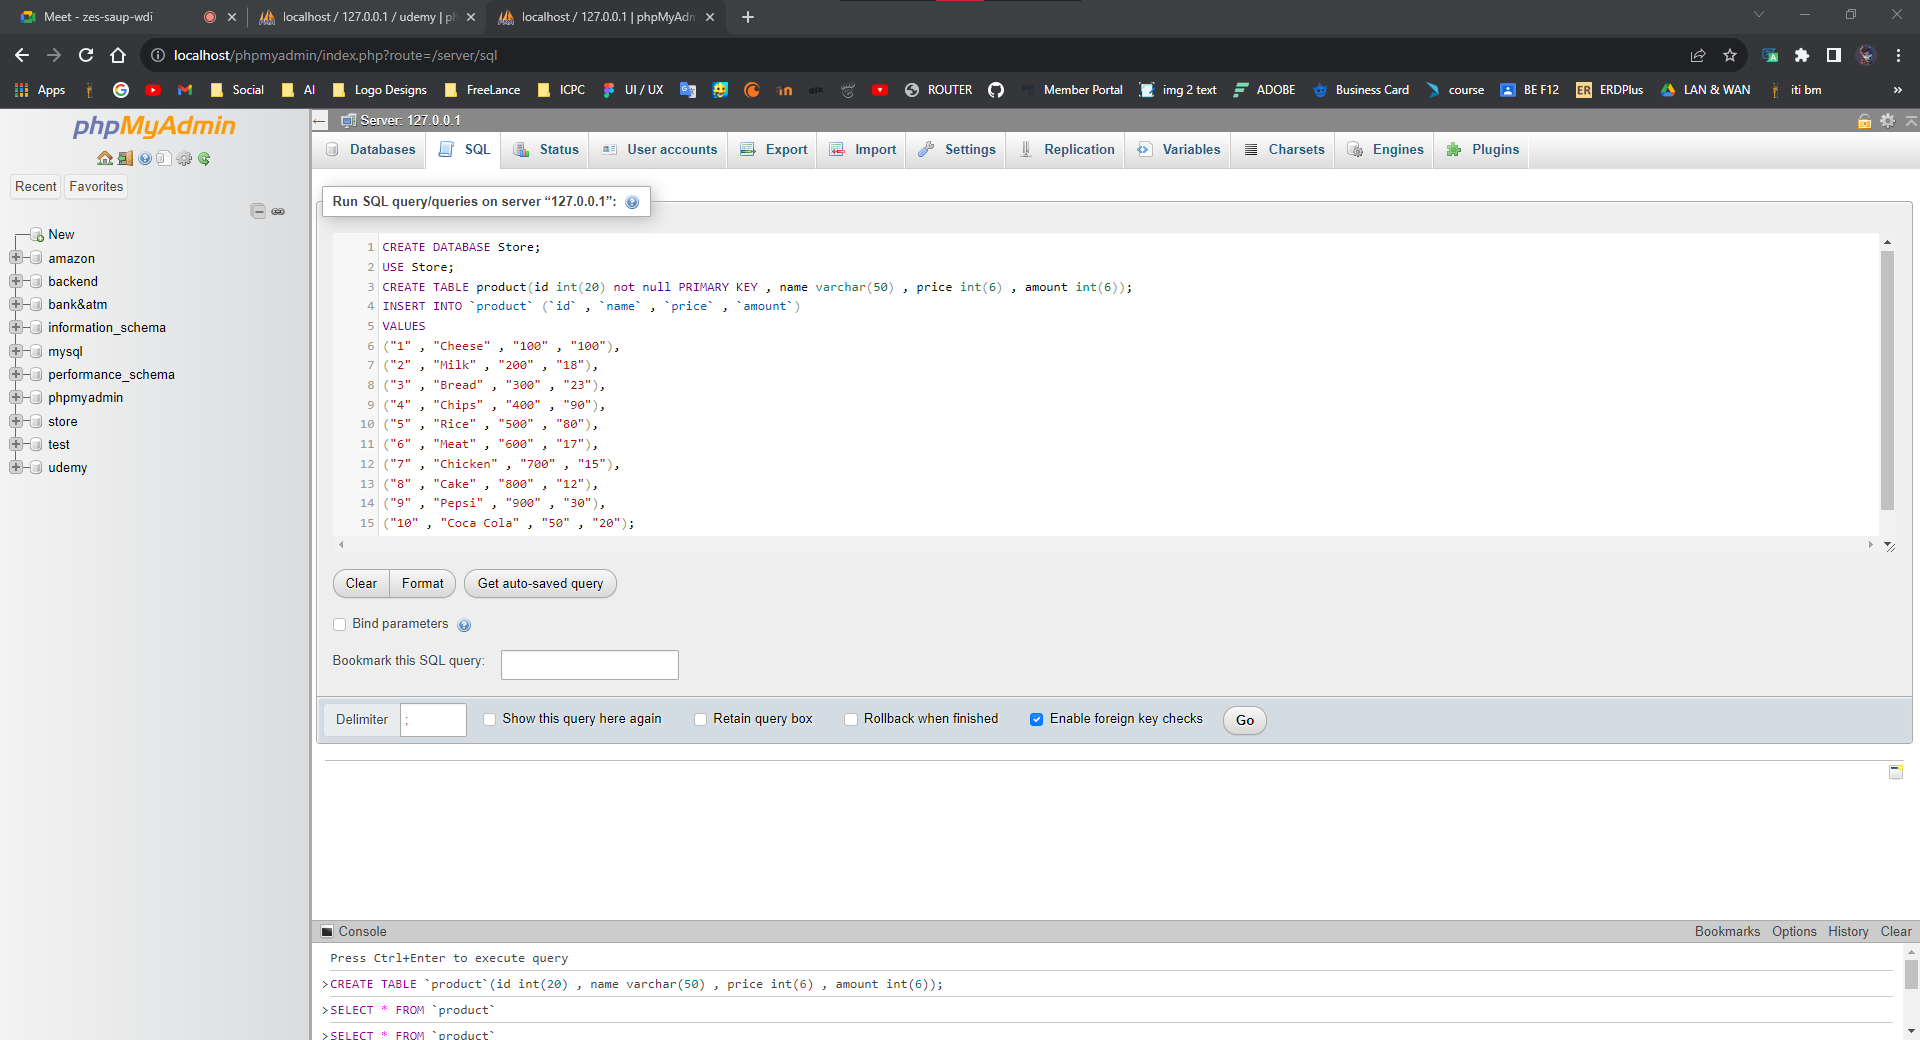 Meet - zes-saup-wdi
localhost / 127.0.0.1 / udemy | ph
localhost / 127.0.0.1 | phpMyAdm
localhost/phpmyadmin/index.php?route=/server/sql
Apps Social AI Logo Designs FreeLance ICPC UI / UX ROUTER Member Portal img 2 text ADOBE Business Card course BE F12 ER ERDPlus LAN & WAN iti bm »
phpMyAdmin
Recent Favorites
New
amazon
backend
bank&atm
information_schema
mysql
performance_schema
phpmyadmin
store
test
udemy
Server: 127.0.0.1
Databases SQL Status User accounts Export Import Settings Replication Variables Charsets Engines Plugins
Run SQL query/queries on server “127.0.0.1”:
1 CREATE DATABASE Store;
2 USE Store;
3 CREATE TABLE product(id int(20) not null PRIMARY KEY , name varchar(50) , price int(6) , amount int(6));
4 INSERT INTO `product` (`id` , `name` , `price` , `amount`)
5 VALUES
6 ("1" , "Cheese" , "100" , "100"),
7 ("2" , "Milk" , "200" , "18"),
8 ("3" , "Bread" , "300" , "23"),
9 ("4" , "Chips" , "400" , "90"),
10 ("5" , "Rice" , "500" , "80"),
11 ("6" , "Meat" , "600" , "17"),
12 ("7" , "Chicken" , "700" , "15"),
13 ("8" , "Cake" , "800" , "12"),
14 ("9" , "Pepsi" , "900" , "30"),
15 ("10" , "Coca Cola" , "50" , "20");
Clear Format Get auto-saved query
Bind parameters
Bookmark this SQL query:
Delimiter ; Show this query here again Retain query box Rollback when finished Enable foreign key checks Go
Console Bookmarks Options History Clear
Press Ctrl+Enter to execute query
>CREATE TABLE `product`(id int(20) , name varchar(50) , price int(6) , amount int(6));
>SELECT * FROM `product`
>SELECT * FROM `product`